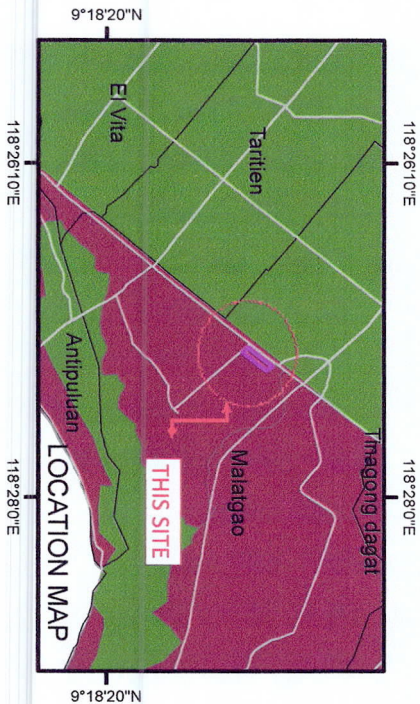 9°18'20"N
118°26'10"E
118°26'10"E
El Vita
Taritien
Antipuluan
Malatgao
Tinagong dagat
THIS SITE
118°28'0"E
118°28'0"E
LOCATION MAP
9°18'20"N